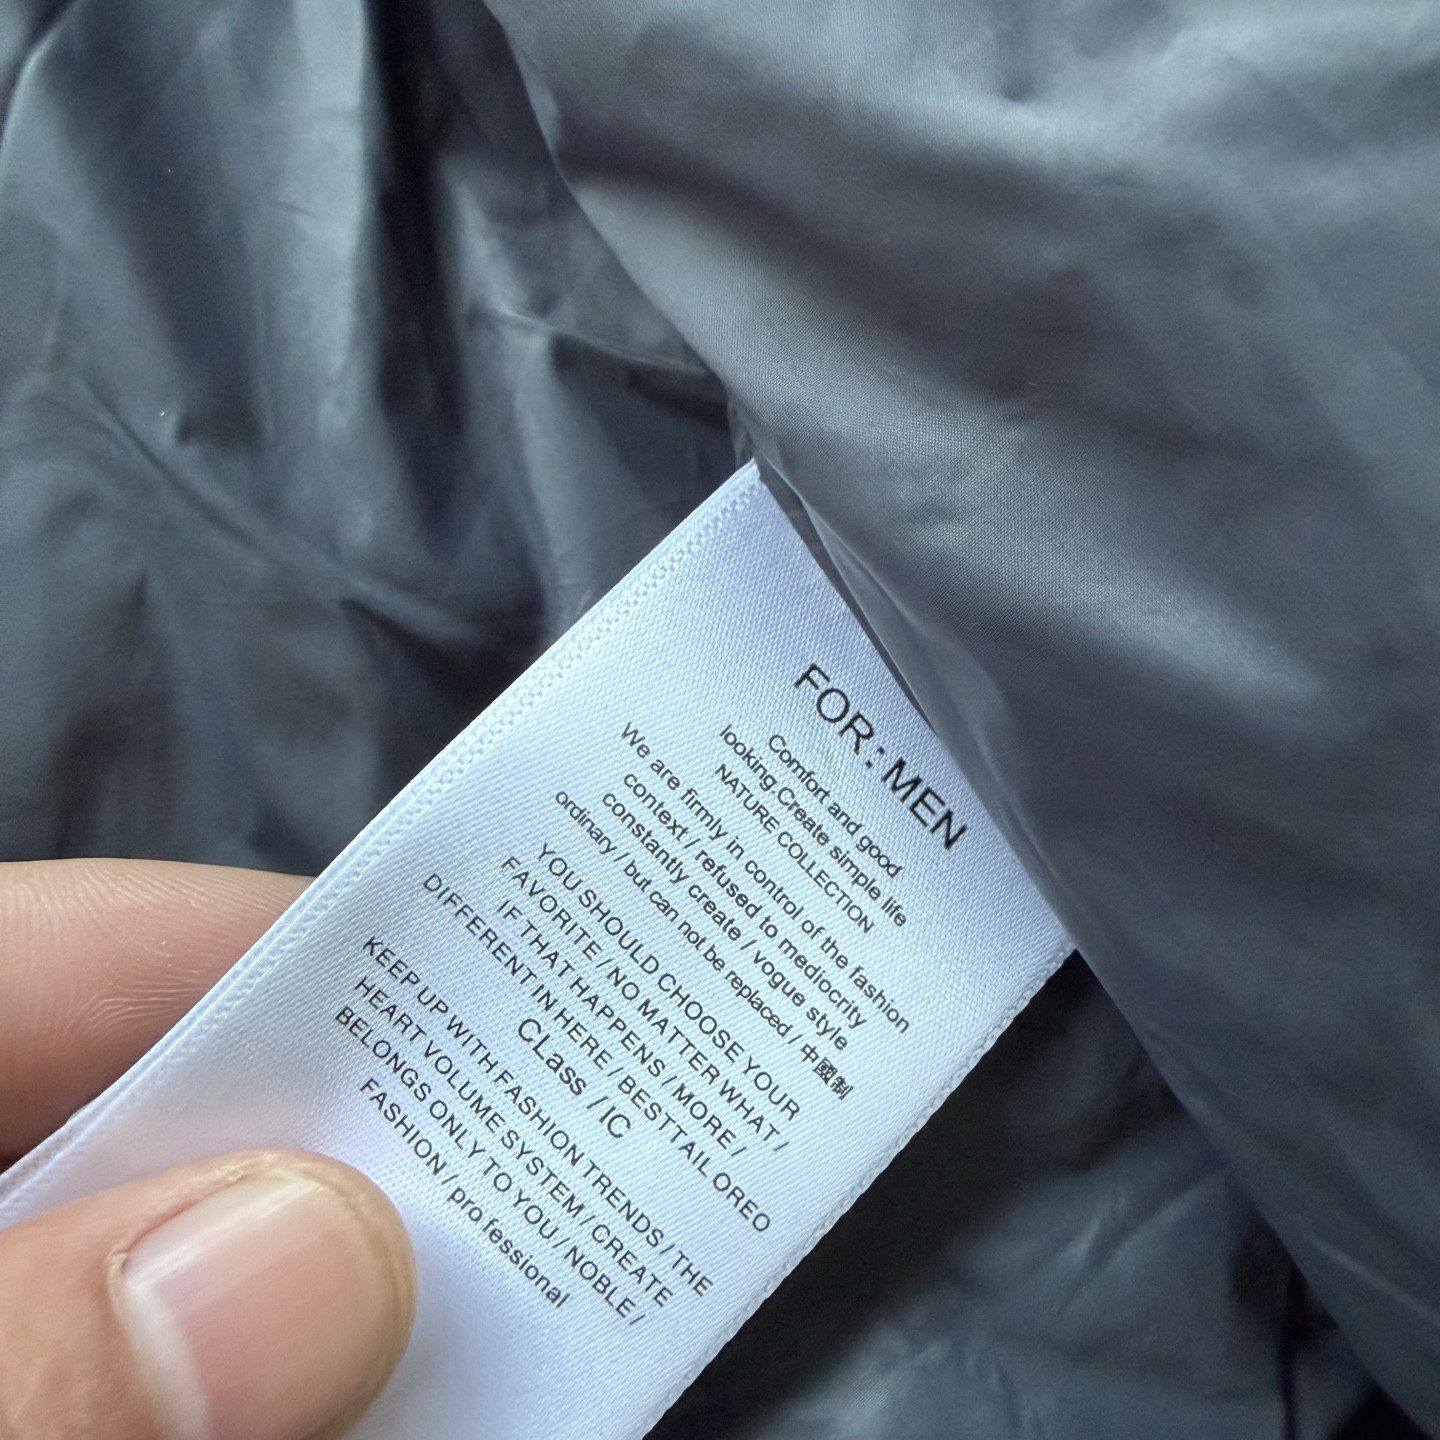 FOR:MEN
Comfort and good
looking.Create simple life
NATURE COLLECTION
We are firmly in control of the fashion
context / refused to mediocrity
constantly create / vogue style
ordinary / but can not be replaced / 中國制
YOU SHOULD CHOOSE YOUR
FAVORITE / NO MATTER WHAT /
IF THAT HAPPENS / MORE /
DIFFERENT IN HERE / BESTTAIL OREO
CLass / IC
KEEP UP WITH FASHION TRENDS / THE
HEART VOLUME SYSTEM / CREATE
BELONGS ONLY TO YOU / NOBLE /
FASHION / pro fessional